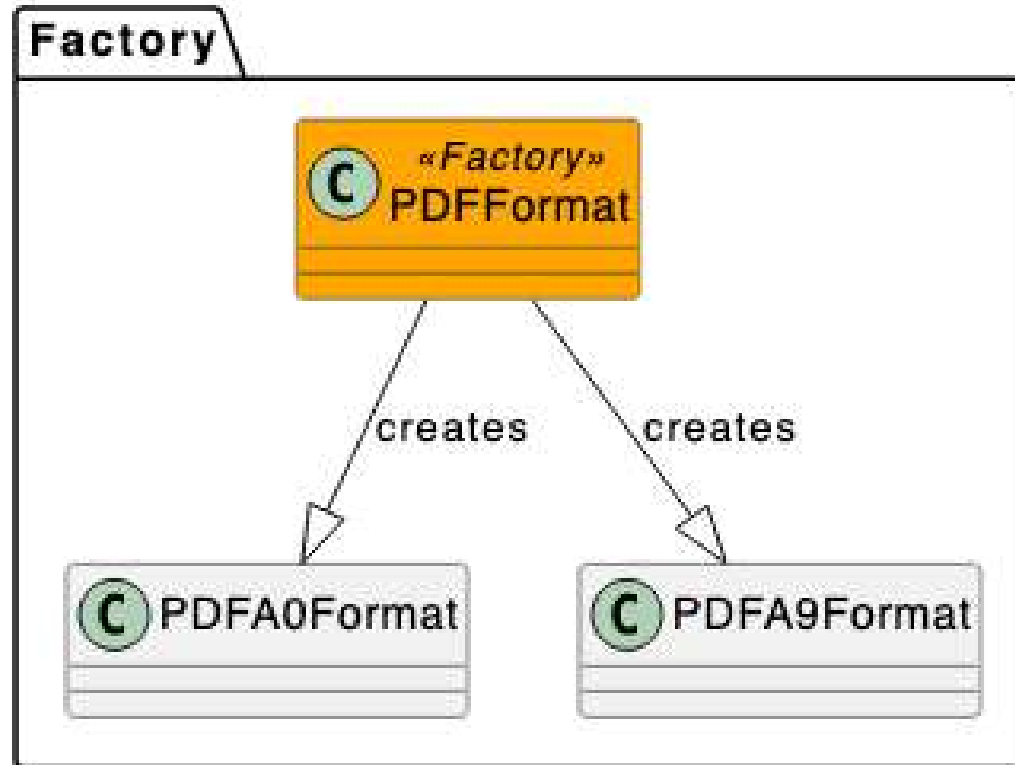 Factory
C
«Factory»
PDFFormat
creates
creates
C PDFA0Format
C PDFA9Format